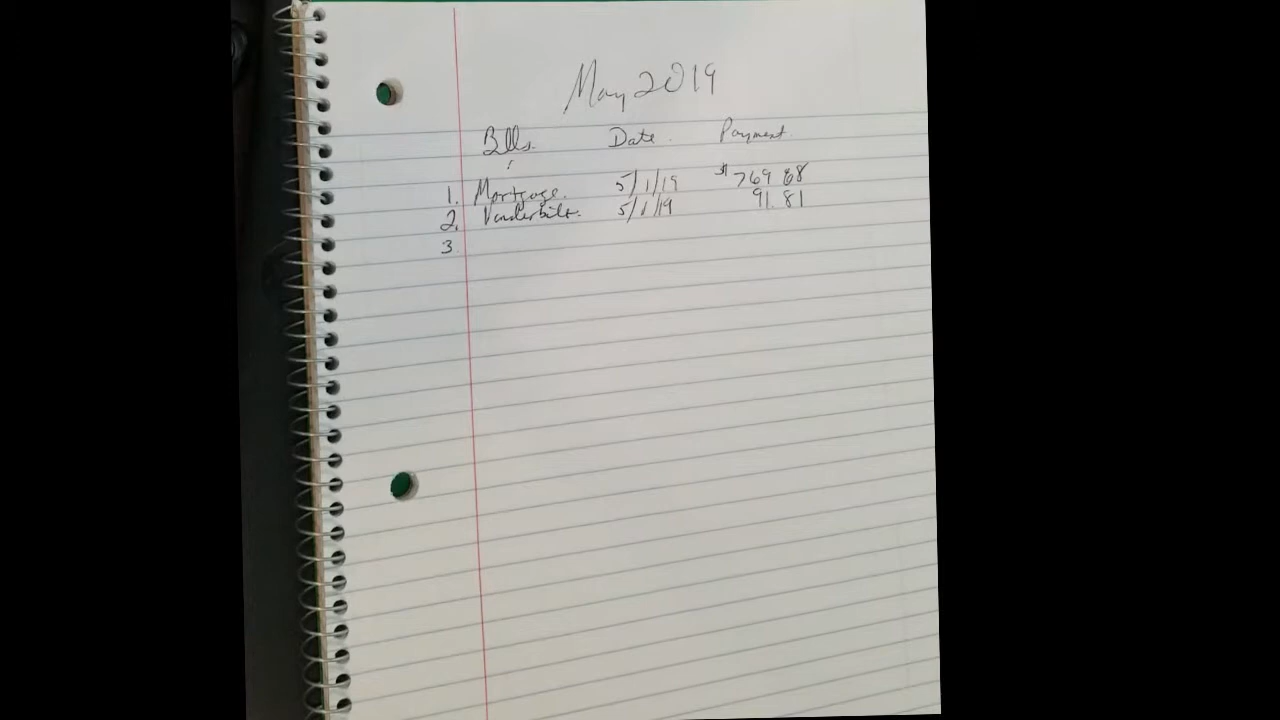 May 2019
Bills. Date. Payment.
1. Mortgage. 5/1/19 $769 68
2. Vanderbilt. 5/1/19 91.81
3.